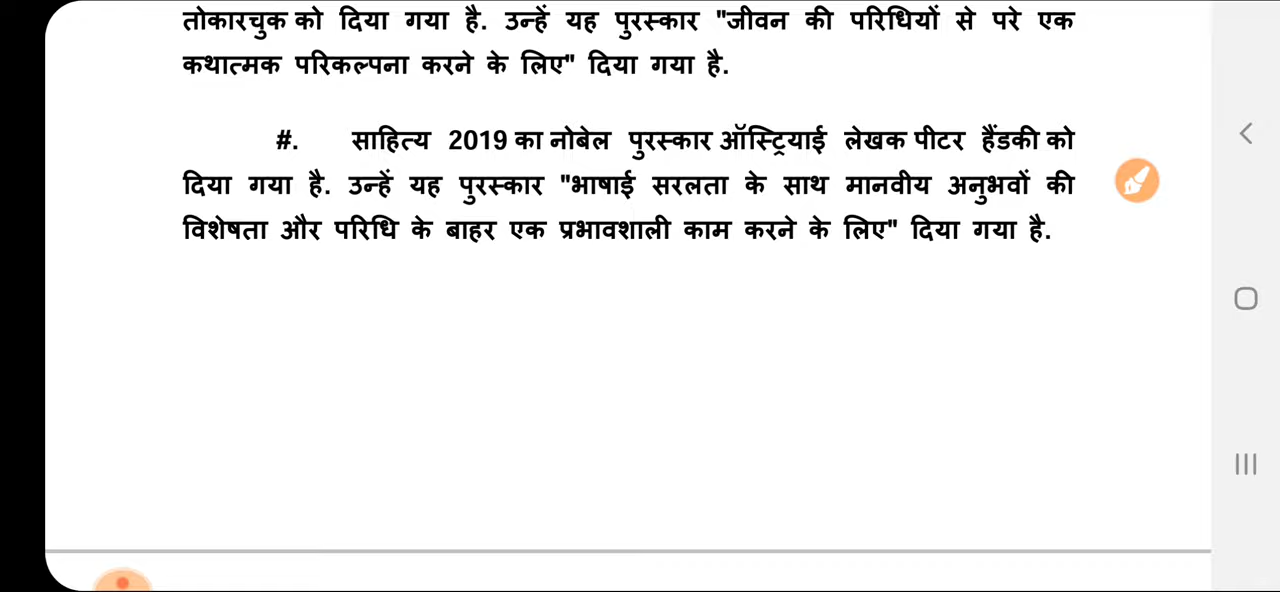 तोकारचुक को दिया गया है. उन्हें यह पुरस्कार "जीवन की परिधियों से परे एक
कथात्मक परिकल्पना करने के लिए" दिया गया है.
#. साहित्य 2019 का नोबेल पुरस्कार ऑस्ट्रियाई लेखक पीटर हैंडकी को
दिया गया है. उन्हें यह पुरस्कार "भाषाई सरलता के साथ मानवीय अनुभवों की
विशेषता और परिधि के बाहर एक प्रभावशाली काम करने के लिए" दिया गया है.